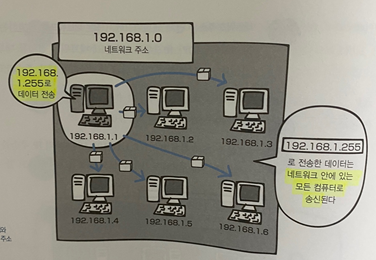 192.168.1.0
네트워크 주소
192.168.
1.255로
데이터 전송
192.168.1.1
192.168.1.2
192.168.1.3
192.168.1.255
로 전송한 데이터는
네트워크 안에 있는
모든 컴퓨터로
송신된다
192.168.1.4
192.168.1.5
192.168.1.6
와
주소